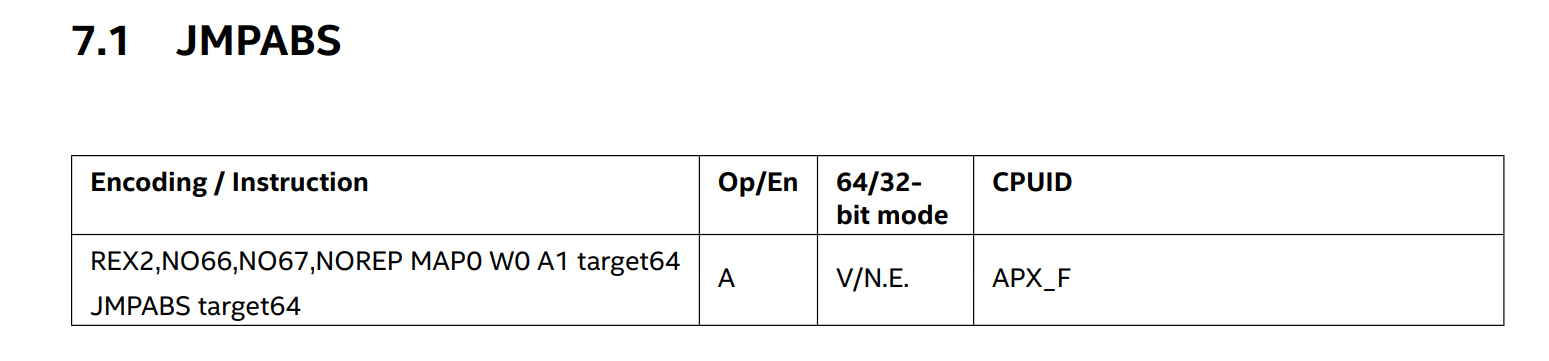 7.1 JMPABS
Encoding / Instruction
Op/En
64/32-
bit mode
CPUID
REX2,NO66,NO67,NOREP MAP0 W0 A1 target64
JMPABS target64
A
V/N.E.
APX_F